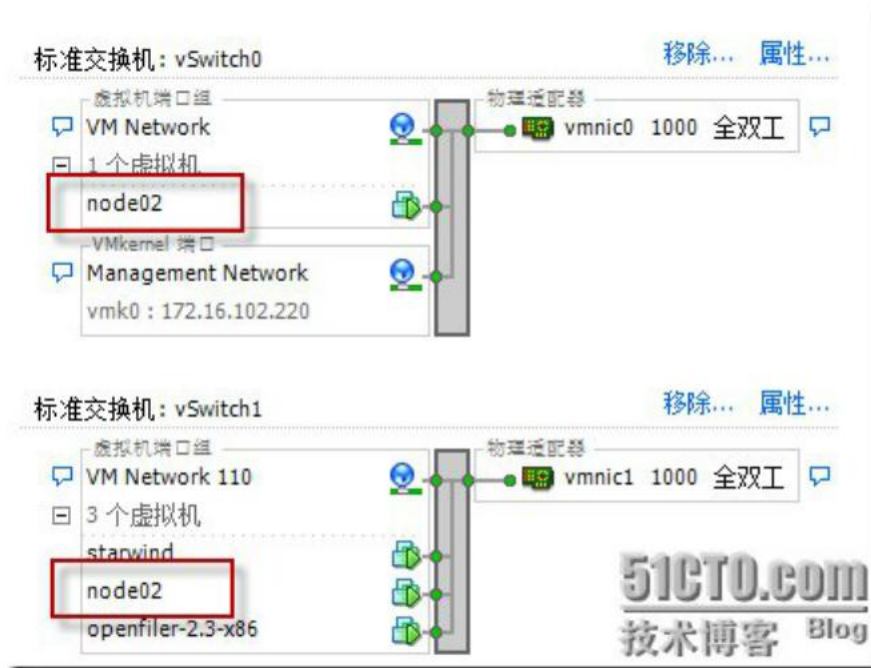 标准交换机: vSwitch0 移除... 属性...
虚拟机端口组 物理适配器
VM Network vmnic0 1000 全双工
1 个虚拟机
node02
VMkernel 端口
Management Network
vmk0 : 172.16.102.220
标准交换机: vSwitch1 移除... 属性...
虚拟机端口组 物理适配器
VM Network 110 vmnic1 1000 全双工
3 个虚拟机
starwind
node02
openfiler-2.3-x86
51CTO.com
技术博客 Blog